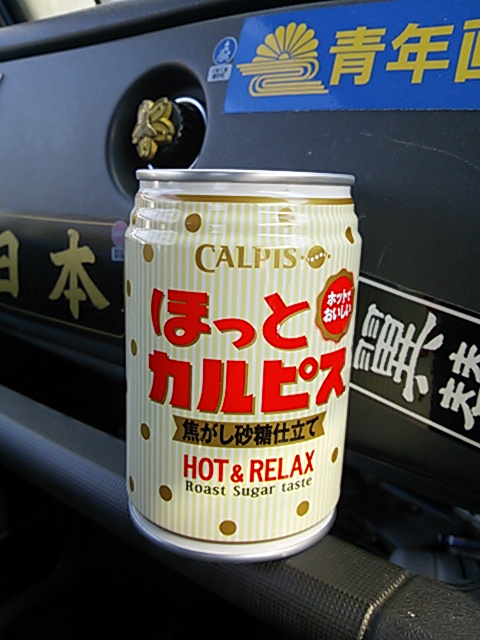 青年画
日本
CALPIS
ほっと
カルピス
ホットで
おいしい
焦がし砂糖仕立て
HOT & RELAX
Roast Sugar taste